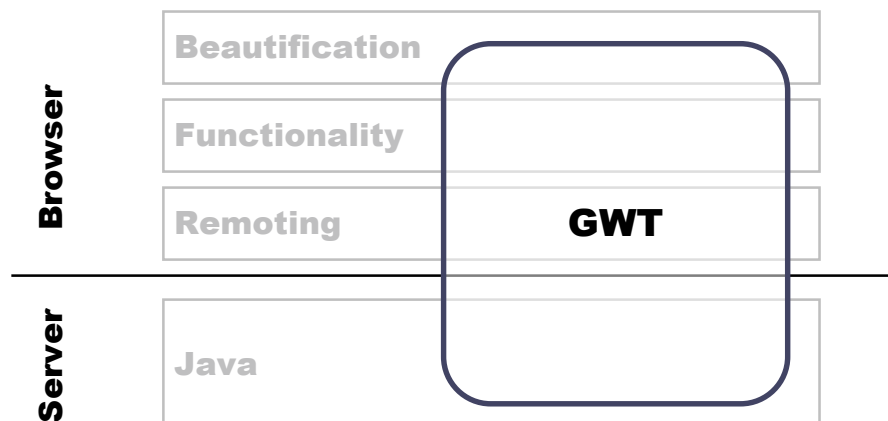 Browser
Beautification
Functionality
Remoting
GWT
Server
Java